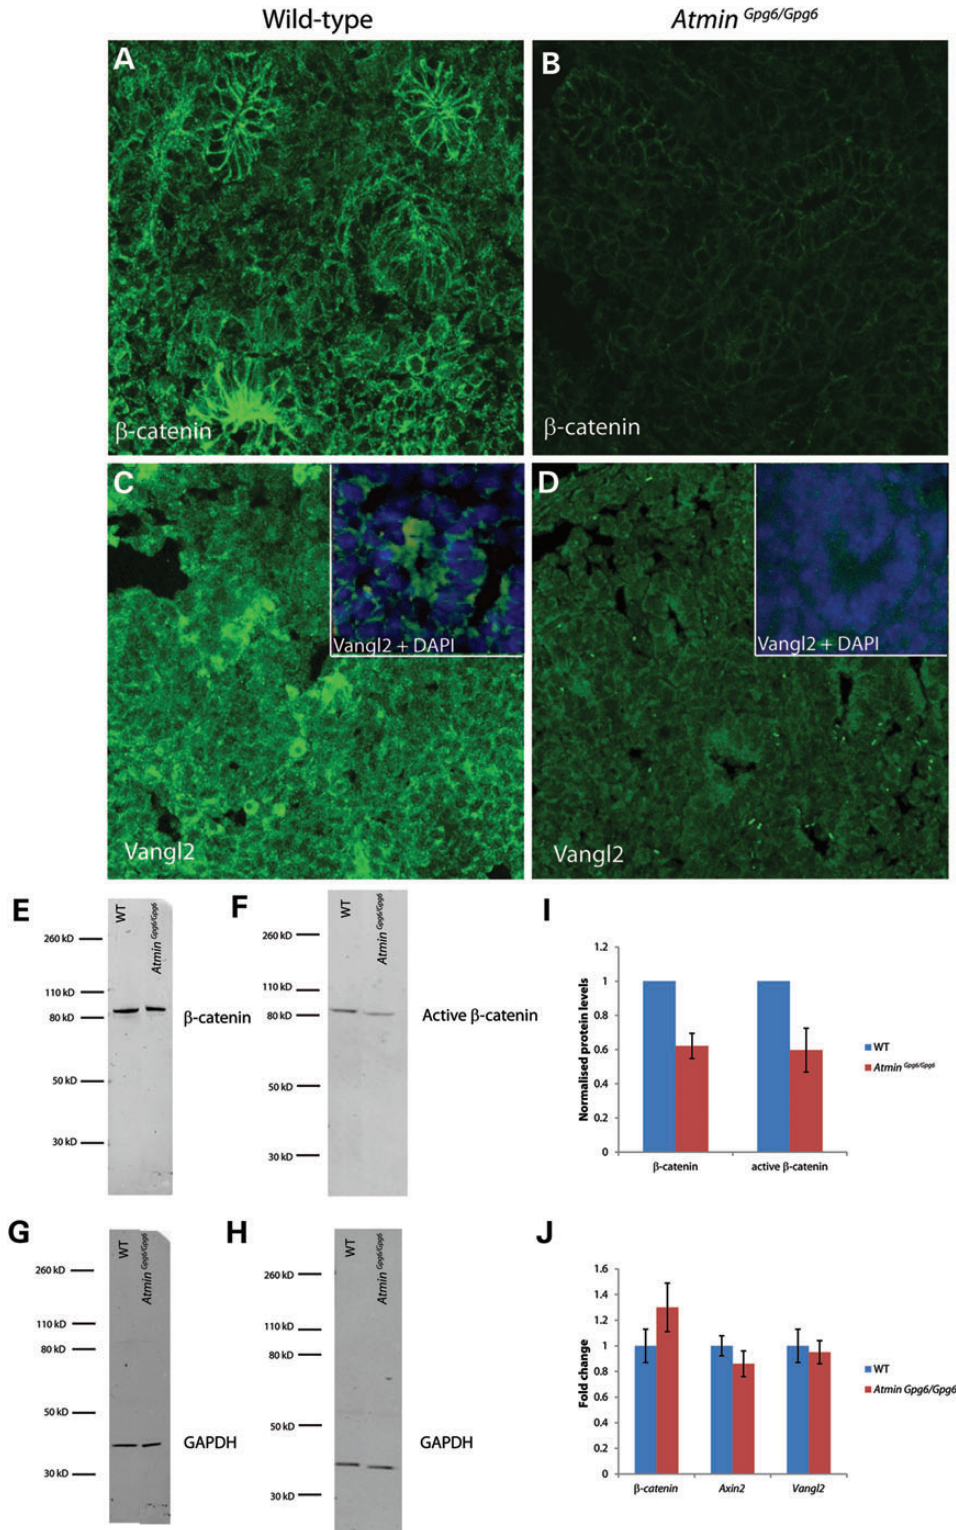 Wild-type
Atmin Gpg6/Gpg6
A
β-catenin
B
β-catenin
C
Vangl2 + DAPI
Vangl2
D
Vangl2 + DAPI
Vangl2
E
WT
Atmin Gpg6/Gpg6
260 kD
110 kD
80 kD
50 kD
30 kD
β-catenin
F
WT
Atmin Gpg6/Gpg6
260 kD
110 kD
80 kD
50 kD
30 kD
Active β-catenin
I
Normalised protein levels
1.2
1
0.8
0.6
0.4
0.2
0
β-catenin
active β-catenin
WT
Atmin Gpg6/Gpg6
G
WT
Atmin Gpg6/Gpg6
260 kD
110 kD
80 kD
50 kD
30 kD
GAPDH
H
WT
Atmin Gpg6/Gpg6
260 kD
110 kD
80 kD
50 kD
30 kD
GAPDH
J
Fold change
1.6
1.4
1.2
1
0.8
0.6
0.4
0.2
0
β-catenin
Axin2
Vangl2
WT
Atmin Gpg6/Gpg6